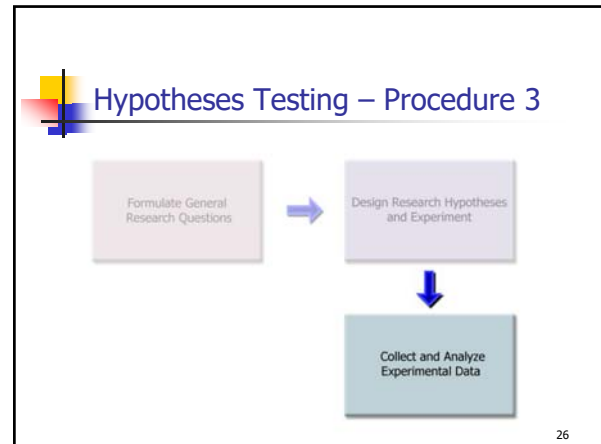 Hypotheses Testing – Procedure 3
Formulate General
Research Questions
Design Research Hypotheses
and Experiment
Collect and Analyze
Experimental Data
26